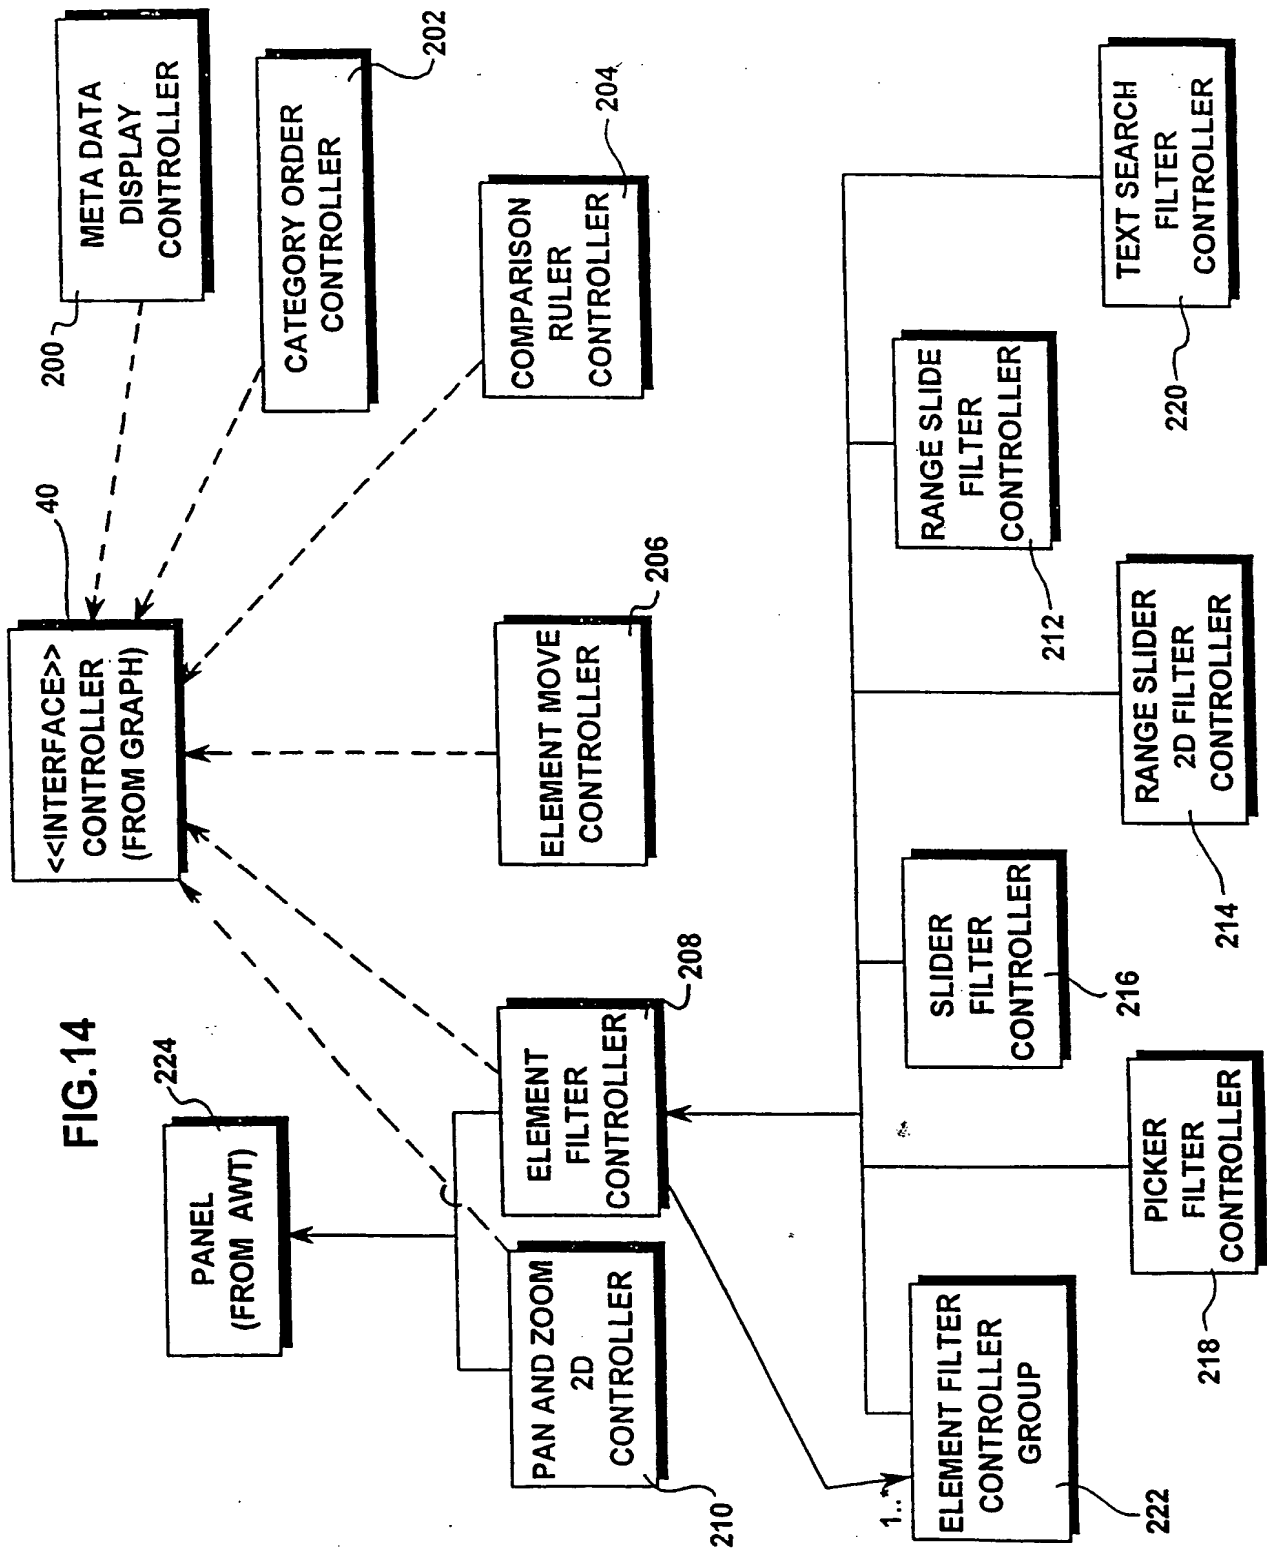 FIG.14
224
PANEL
(FROM AWT)
<<INTERFACE>>
CONTROLLER
(FROM GRAPH)
40
META DATA
DISPLAY
CONTROLLER
200
CATEGORY ORDER
CONTROLLER
202
COMPARISON
RULER
CONTROLLER
204
ELEMENT MOVE
CONTROLLER
206
ELEMENT
FILTER
CONTROLLER
208
PAN AND ZOOM
2D
CONTROLLER
210
1..*
ELEMENT FILTER
CONTROLLER
GROUP
222
PICKER
FILTER
CONTROLLER
218
SLIDER
FILTER
CONTROLLER
216
RANGE SLIDER
2D FILTER
CONTROLLER
214
RANGE SLIDE
FILTER
CONTROLLER
212
TEXT SEARCH
FILTER
CONTROLLER
220